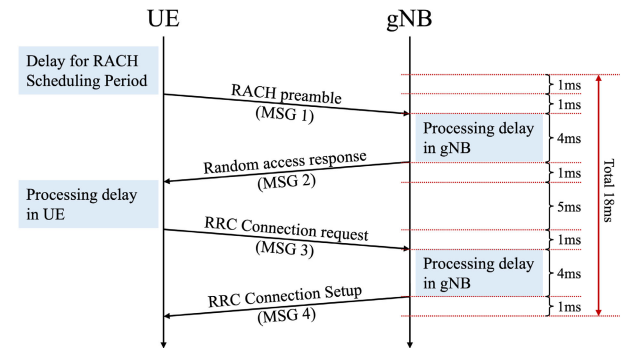 UE
gNB
Delay for RACH
Scheduling Period
1ms
RACH preamble
(MSG 1)
1ms
Processing delay
in gNB
4ms
Random access response
(MSG 2)
1ms
Total 18ms
Processing delay
in UE
5ms
RRC Connection request
(MSG 3)
1ms
Processing delay
in gNB
4ms
RRC Connection Setup
(MSG 4)
1ms